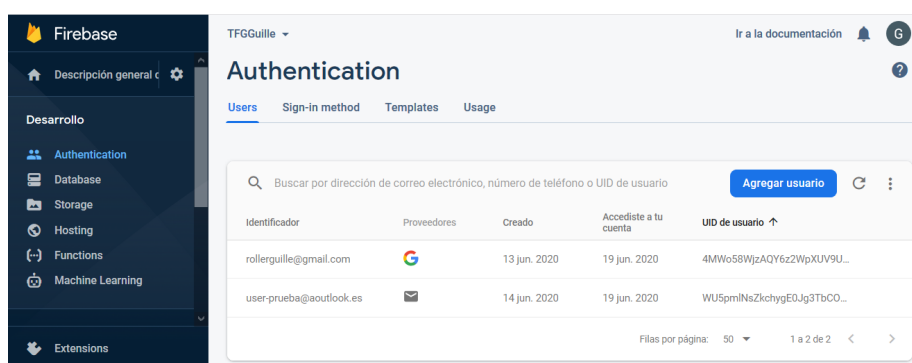 Firebase
Descripción general d
Desarrollo
Authentication
Database
Storage
Hosting
Functions
Machine Learning
Extensions
TFGGuille
Ir a la documentación
G
Authentication
Users Sign-in method Templates Usage
Buscar por dirección de correo electrónico, número de teléfono o UID de usuario
Agregar usuario
Identificador Proveedores Creado Accediste a tu cuenta UID de usuario
rollerguille@gmail.com 13 jun. 2020 19 jun. 2020 4MWo58WjzAQY6z2WpXUV9U...
user-prueba@aoutlook.es 14 jun. 2020 19 jun. 2020 WU5pmlNsZkchygE0Jg3TbCO...
Filas por página: 50 1 a 2 de 2